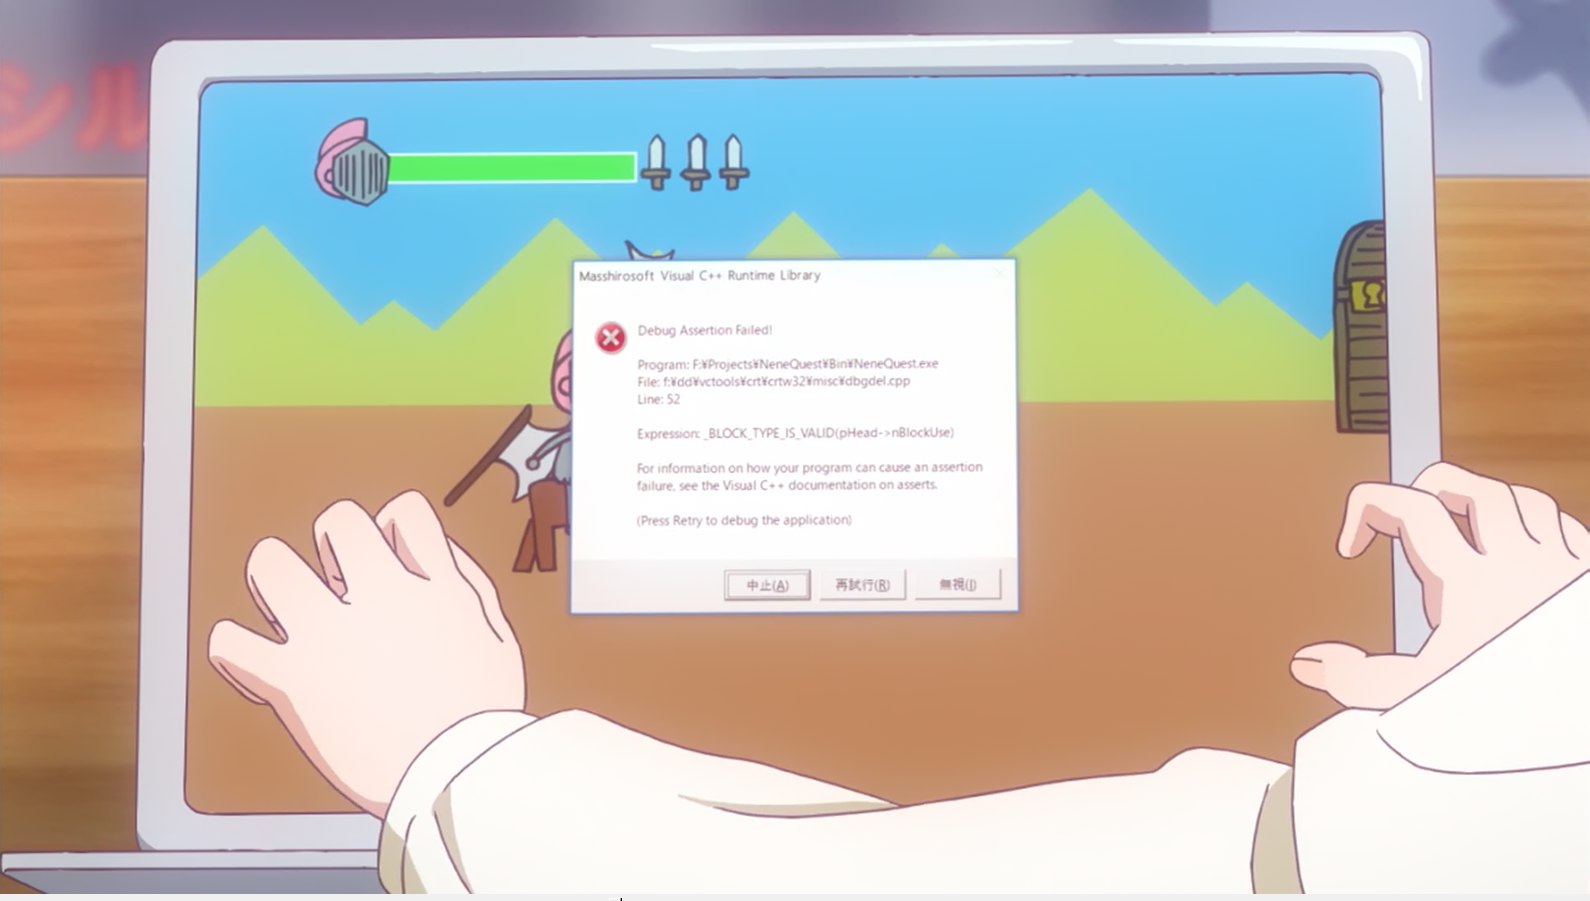 シル
Masshirosoft Visual C++ Runtime Library
Debug Assertion Failed!
Program: F:¥Projects¥NeneQuest¥Bin¥NeneQuest.exe
File: f:¥dd¥vctools¥crt¥crtw32¥misc¥dbgdel.cpp
Line: 52
Expression: _BLOCK_TYPE_IS_VALID(pHead->nBlockUse)
For information on how your program can cause an assertion
failure, see the Visual C++ documentation on asserts.
(Press Retry to debug the application)
中止(A) 再試行(R) 無視(I)